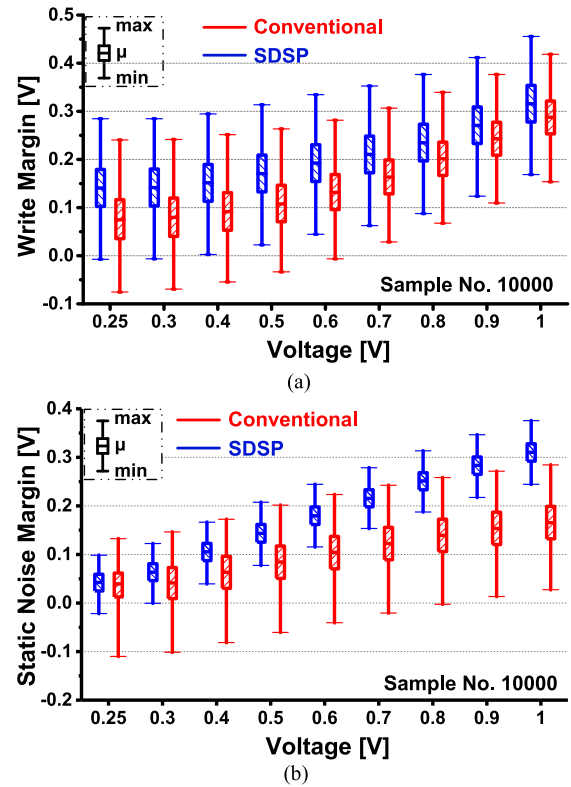 max
μ
min
Conventional
SDSP
Write Margin [V]
0.5
0.4
0.3
0.2
0.1
0.0
-0.1
Sample No. 10000
0.25 0.3 0.4 0.5 0.6 0.7 0.8 0.9 1
Voltage [V]
(a)
max
μ
min
Conventional
SDSP
Static Noise Margin [V]
0.4
0.3
0.2
0.1
0.0
-0.1
-0.2
Sample No. 10000
0.25 0.3 0.4 0.5 0.6 0.7 0.8 0.9 1
Voltage [V]
(b)